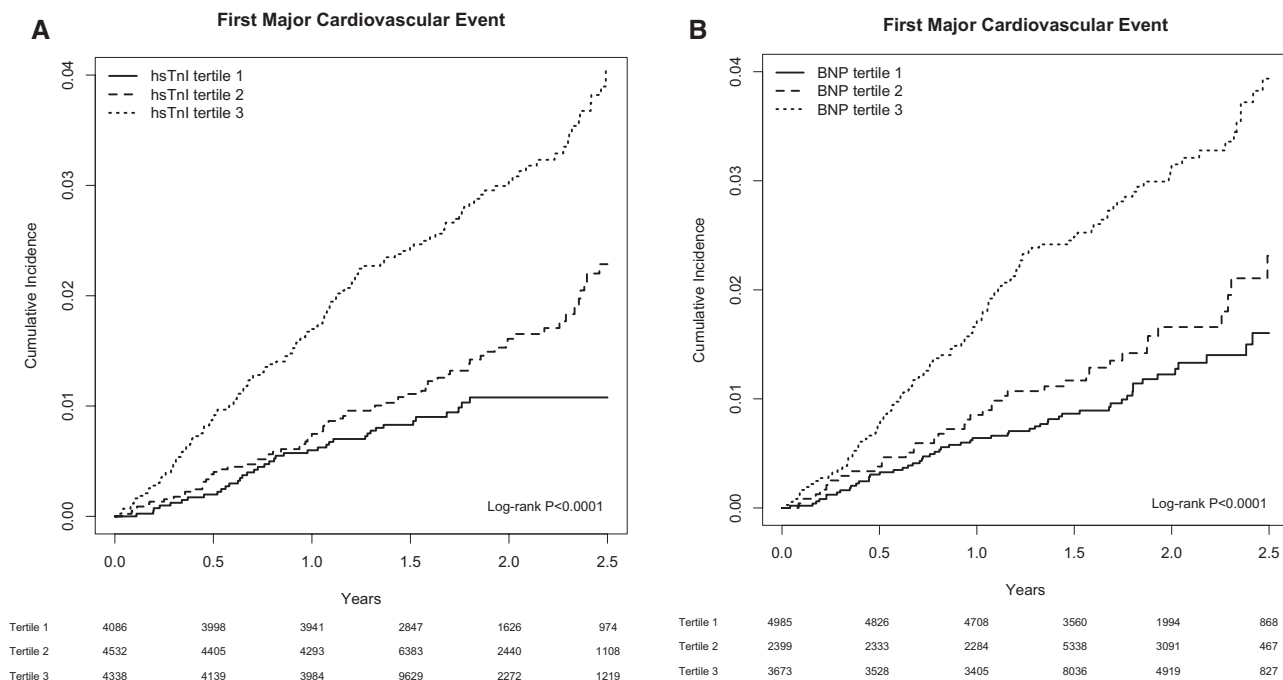 A
First Major Cardiovascular Event
hsTnI tertile 1
hsTnI tertile 2
hsTnI tertile 3
Cumulative Incidence
0.04
0.03
0.02
0.01
0.00
Log-rank P<0.0001
0.0 0.5 1.0 1.5 2.0 2.5
Years
Tertile 1 4086 3998 3941 2847 1626 974
Tertile 2 4532 4405 4293 6383 2440 1108
Tertile 3 4338 4139 3984 9629 2272 1219
B
First Major Cardiovascular Event
BNP tertile 1
BNP tertile 2
BNP tertile 3
Cumulative Incidence
0.04
0.03
0.02
0.01
0.00
Log-rank P<0.0001
0.0 0.5 1.0 1.5 2.0 2.5
Years
Tertile 1 4985 4826 4708 3560 1994 868
Tertile 2 2399 2333 2284 5338 3091 467
Tertile 3 3673 3528 3405 8036 4919 827